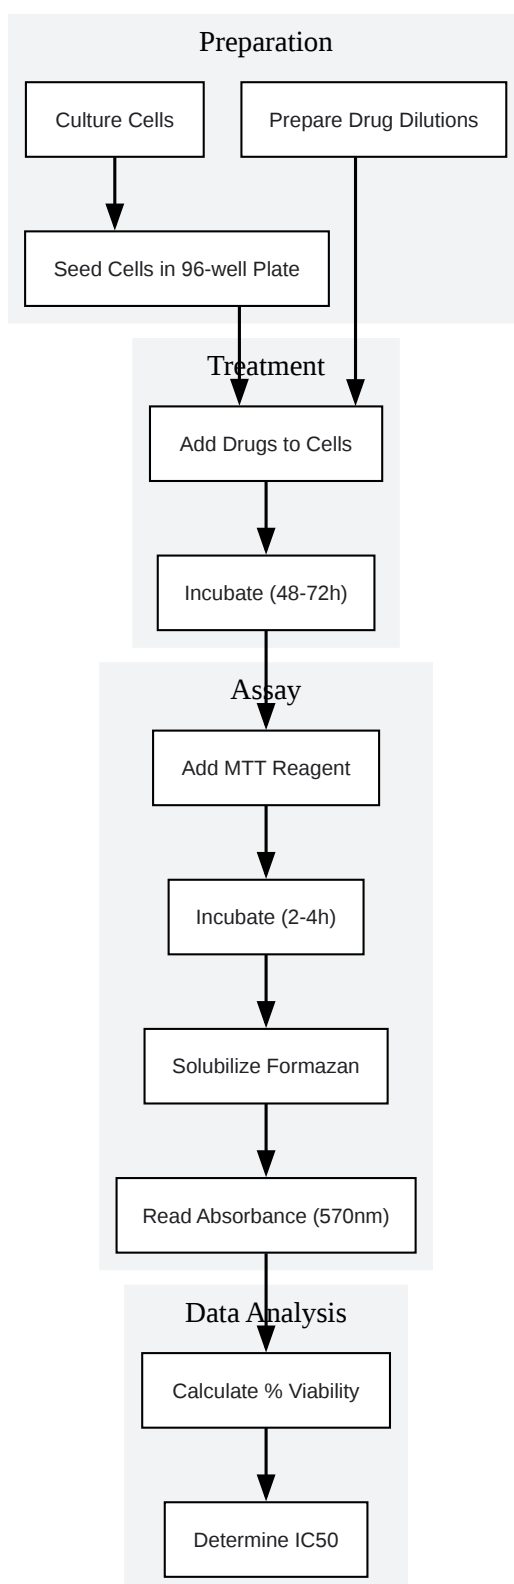 Preparation
Culture Cells
Prepare Drug Dilutions
Seed Cells in 96-well Plate
Treatment
Add Drugs to Cells
Incubate (48-72h)
Assay
Add MTT Reagent
Incubate (2-4h)
Solubilize Formazan
Read Absorbance (570nm)
Data Analysis
Calculate % Viability
Determine IC50